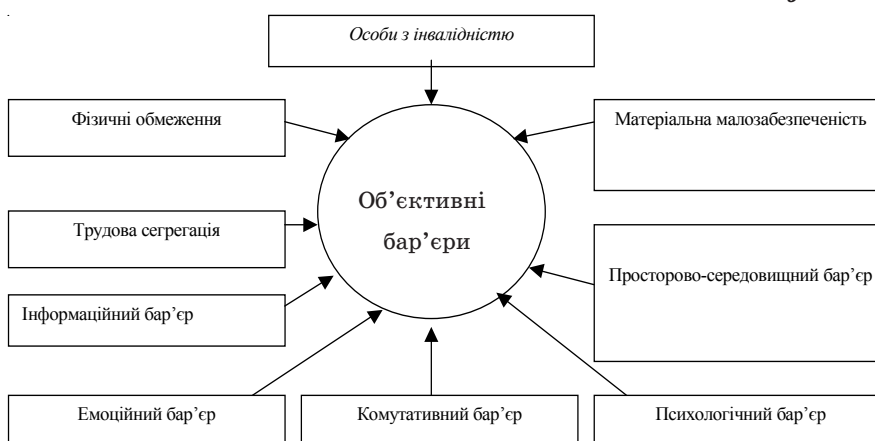 Особи з інвалідністю
Фізичні обмеження
Матеріальна малозабезпеченість
Об’єктивні
бар’єри
Трудова сегрегація
Просторово-середовищний бар’єр
Інформаційний бар’єр
Емоційний бар’єр
Комутативний бар’єр
Психологічний бар’єр